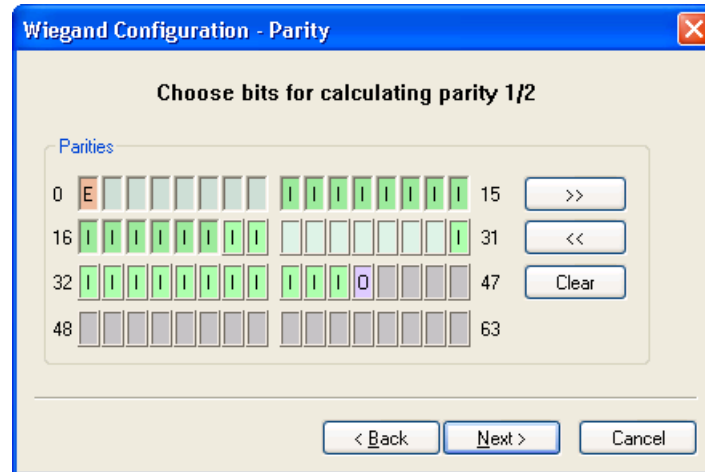 Wiegand Configuration - Parity
Choose bits for calculating parity 1/2
Parities
0 E I I I I I I I I 15 >>
16 I I I I I I I I I 31 <<
32 I I I I I I I I I I I O 47 Clear
48 63
< Back Next > Cancel